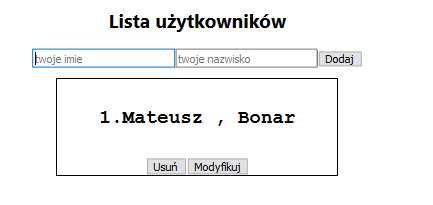 Lista użytkowników
twoje imie twoje nazwisko Dodaj
1.Mateusz , Bonar
Usuń Modyfikuj